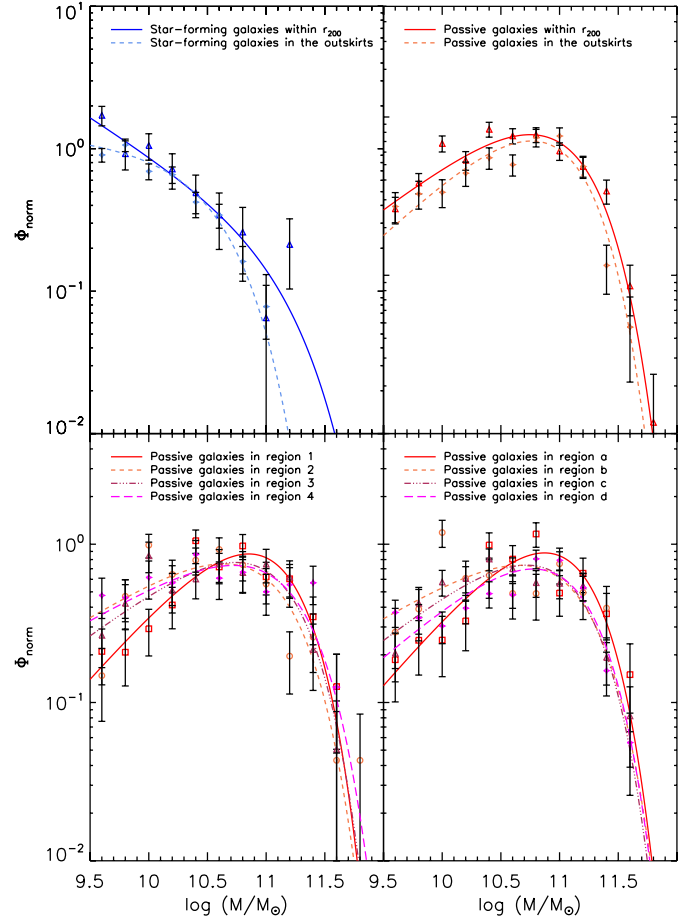 10¹
Star-forming galaxies within r₂₀₀
Star-forming galaxies in the outskirts
Passive galaxies within r₂₀₀
Passive galaxies in the outskirts
10⁰
Φnorm
10⁻¹
10⁻²
Passive galaxies in region 1
Passive galaxies in region 2
Passive galaxies in region 3
Passive galaxies in region 4
Passive galaxies in region a
Passive galaxies in region b
Passive galaxies in region c
Passive galaxies in region d
10⁰
Φnorm
10⁻¹
10⁻²
9.5 10 10.5 11 11.5 9.5 10 10.5 11 11.5
log (M/M☉) log (M/M☉)